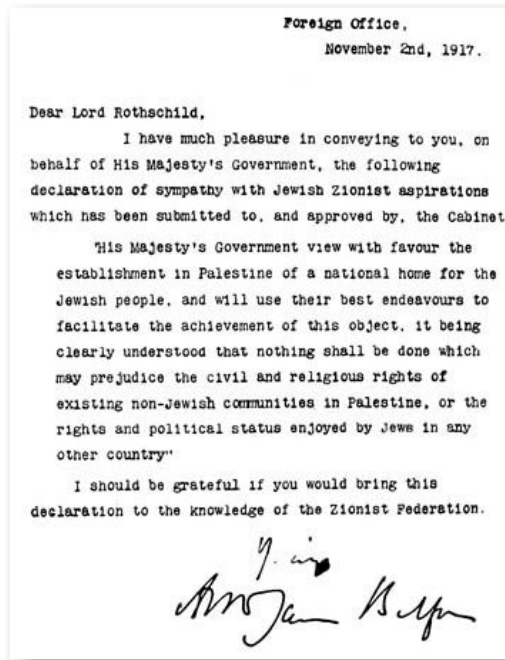 Foreign Office,
November 2nd, 1917.
Dear Lord Rothschild,
I have much pleasure in conveying to you, on
behalf of His Majesty's Government, the following
declaration of sympathy with Jewish Zionist aspirations
which has been submitted to, and approved by, the Cabinet
"His Majesty's Government view with favour the
establishment in Palestine of a national home for the
Jewish people, and will use their best endeavours to
facilitate the achievement of this object, it being
clearly understood that nothing shall be done which
may prejudice the civil and religious rights of
existing non-Jewish communities in Palestine, or the
rights and political status enjoyed by Jews in any
other country"
I should be grateful if you would bring this
declaration to the knowledge of the Zionist Federation.
Arthur James Balfour